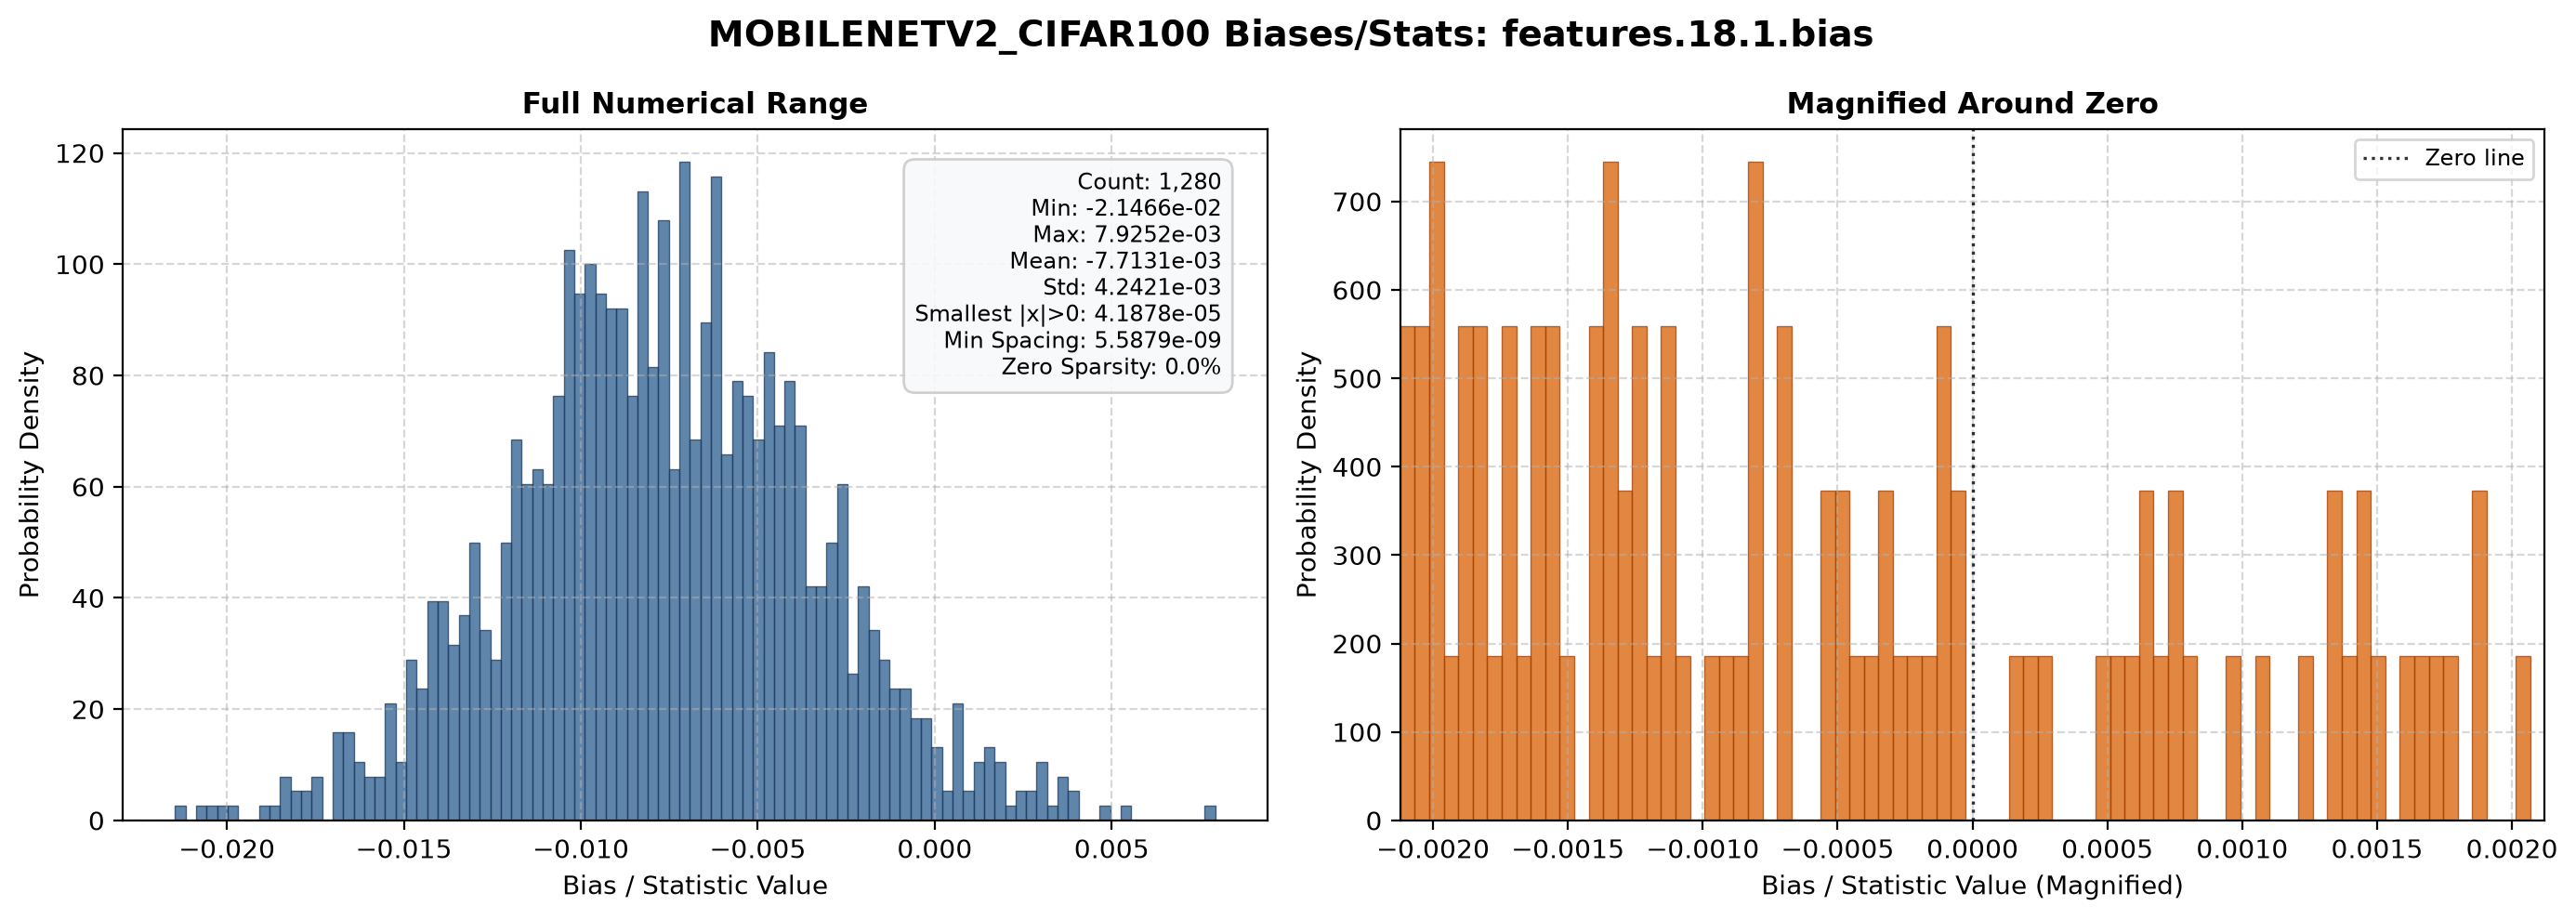 MOBILENETV2_CIFAR100 Biases/Stats: features.18.1.bias
Full Numerical Range
Probability Density
120
100
80
60
40
20
0
Count: 1,280
Min: -2.1466e-02
Max: 7.9252e-03
Mean: -7.7131e-03
Std: 4.2421e-03
Smallest |x|>0: 4.1878e-05
Min Spacing: 5.5879e-09
Zero Sparsity: 0.0%
−0.020 −0.015 −0.010 −0.005 0.000 0.005
Bias / Statistic Value
Magnified Around Zero
Probability Density
700
600
500
400
300
200
100
0
Zero line
−0.0020 −0.0015 −0.0010 −0.0005 0.0000 0.0005 0.0010 0.0015 0.0020
Bias / Statistic Value (Magnified)